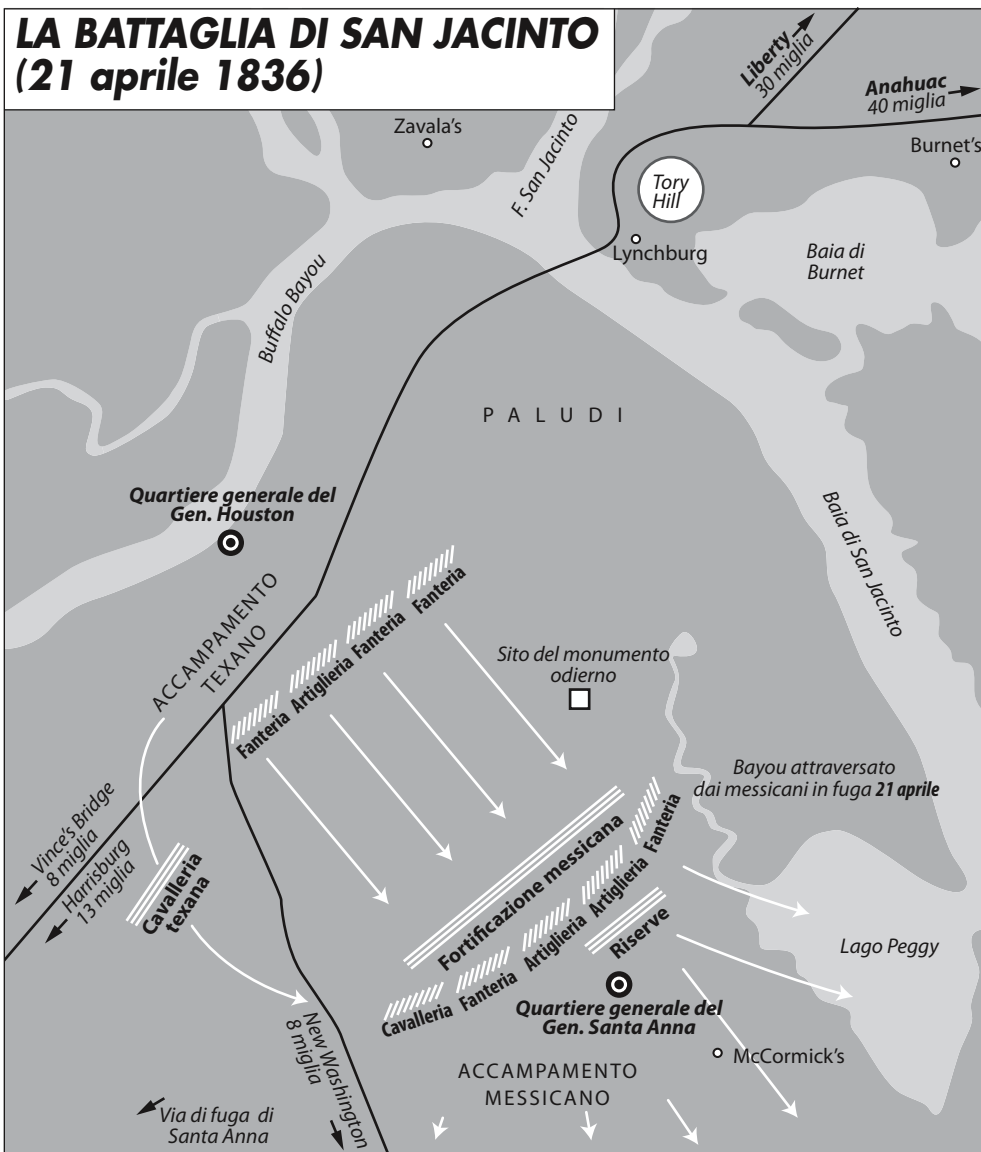 LA BATTAGLIA DI SAN JACINTO
(21 aprile 1836)
Liberty
30 miglia
Anahuac
40 miglia
Zavala's
F. San Jacinto
Burnet's
Tory
Hill
Lynchburg
Baia di
Burnet
Buffalo Bayou
PALUDI
Quartiere generale del
Gen. Houston
Baia di San Jacinto
ACCAMPAMENTO
TEXANO
Fanteria
Artiglieria
Fanteria
Fanteria
Sito del monumento
odierno
Bayou attraversato
dai messicani in fuga 21 aprile
Vince's Bridge
8 miglia
Harrisburg
13 miglia
Cavalleria
texana
Fortificazione messicana
Cavalleria
Fanteria
Artiglieria
Artiglieria
Fanteria
Riserve
Lago Peggy
Quartiere generale del
Gen. Santa Anna
McCormick's
New Washington
8 miglia
ACCAMPAMENTO
MESSICANO
Via di fuga di
Santa Anna